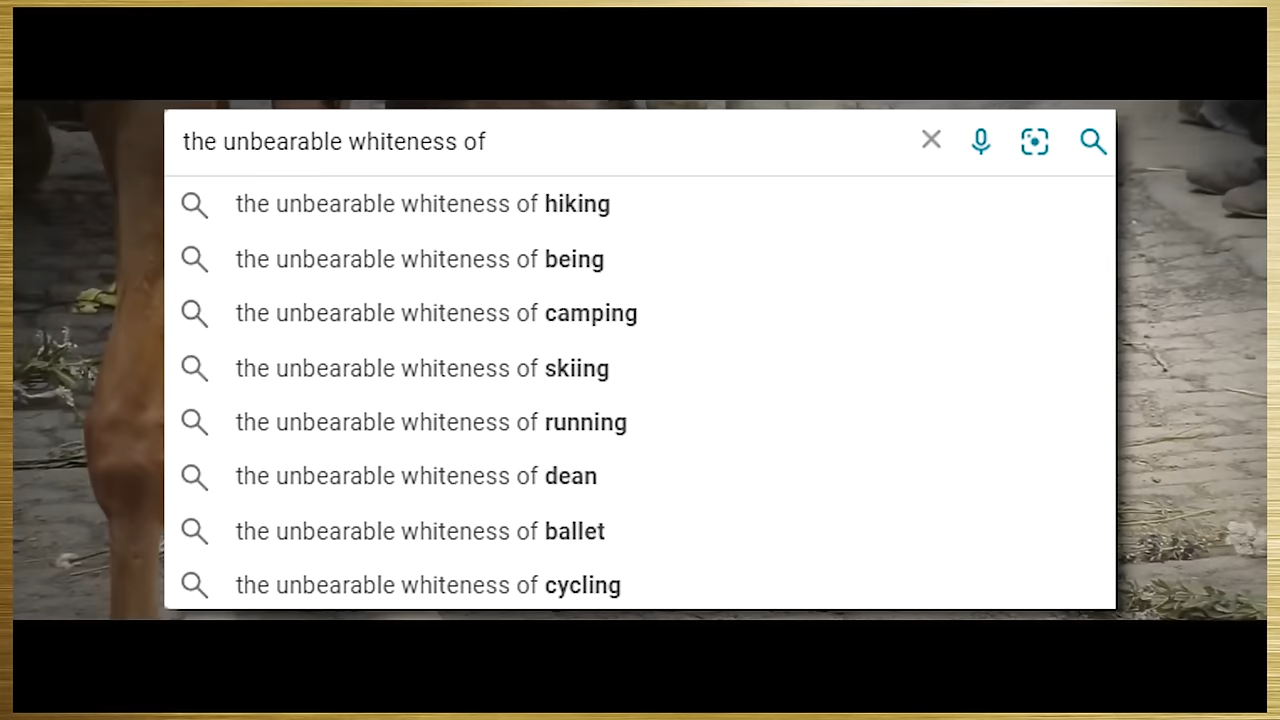 the unbearable whiteness of
the unbearable whiteness of hiking
the unbearable whiteness of being
the unbearable whiteness of camping
the unbearable whiteness of skiing
the unbearable whiteness of running
the unbearable whiteness of dean
the unbearable whiteness of ballet
the unbearable whiteness of cycling